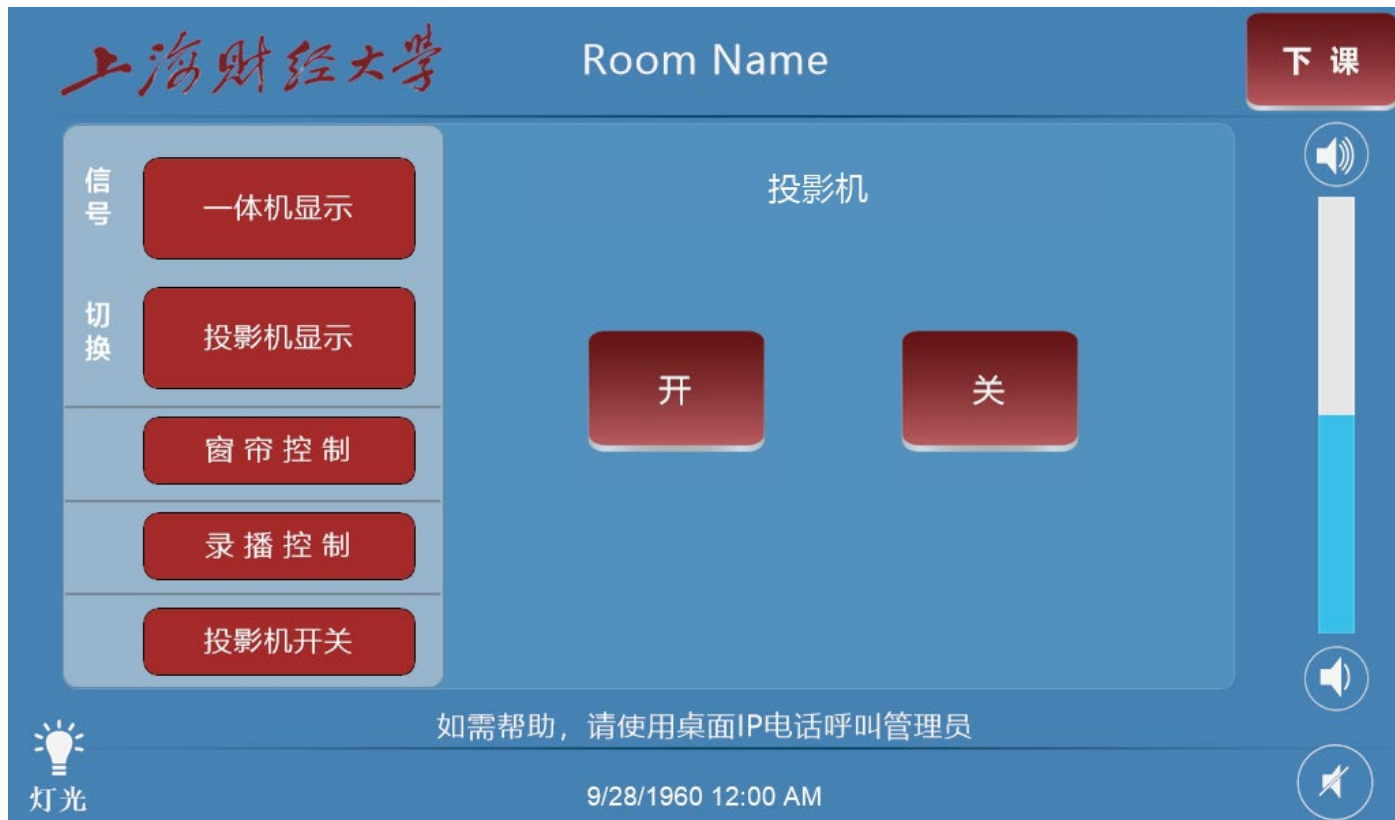 上海财经大学
Room Name
下 课
信号
一体机显示
切换
投影机显示
窗 帘 控 制
录 播 控 制
投影机开关
投影机
开
关
如需帮助，请使用桌面IP电话呼叫管理员
灯光
9/28/1960 12:00 AM